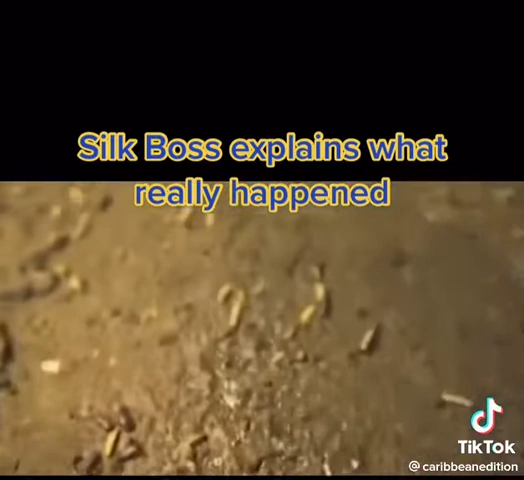 Silk Boss explains what
really happened
TikTok
@ caribbeanedition